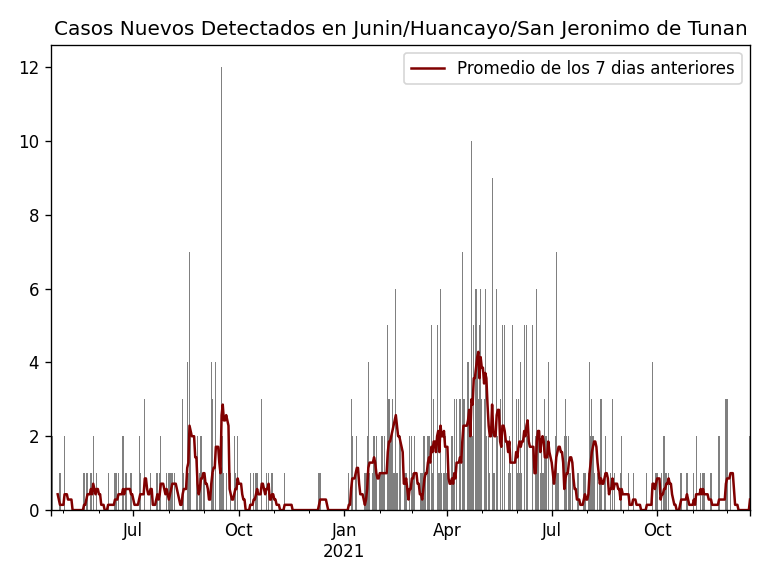 Casos Nuevos Detectados en Junin/Huancayo/San Jeronimo de Tunan
Promedio de los 7 dias anteriores
12
10
8
6
4
2
0
Jul
Oct
Jan
2021
Apr
Jul
Oct